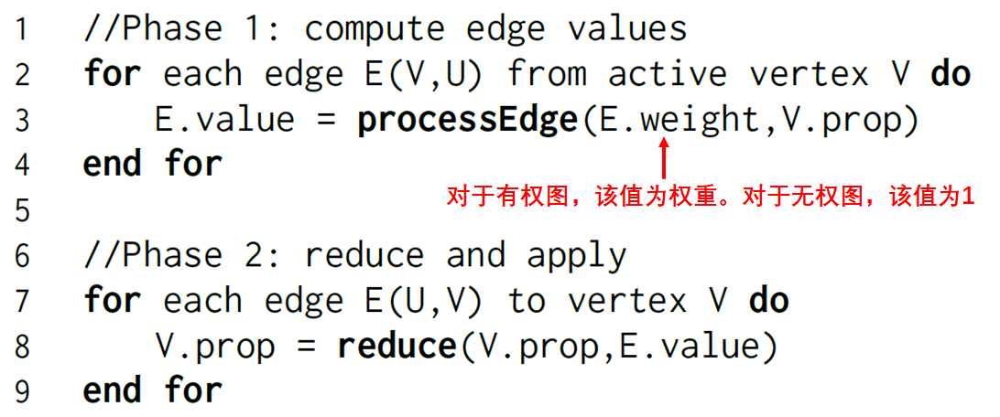 1 //Phase 1: compute edge values
2 for each edge E(V,U) from active vertex V do
3 E.value = processEdge(E.weight,V.prop)
4 end for
对于有权图，该值为权重。对于无权图，该值为1
5
6 //Phase 2: reduce and apply
7 for each edge E(U,V) to vertex V do
8 V.prop = reduce(V.prop,E.value)
9 end for